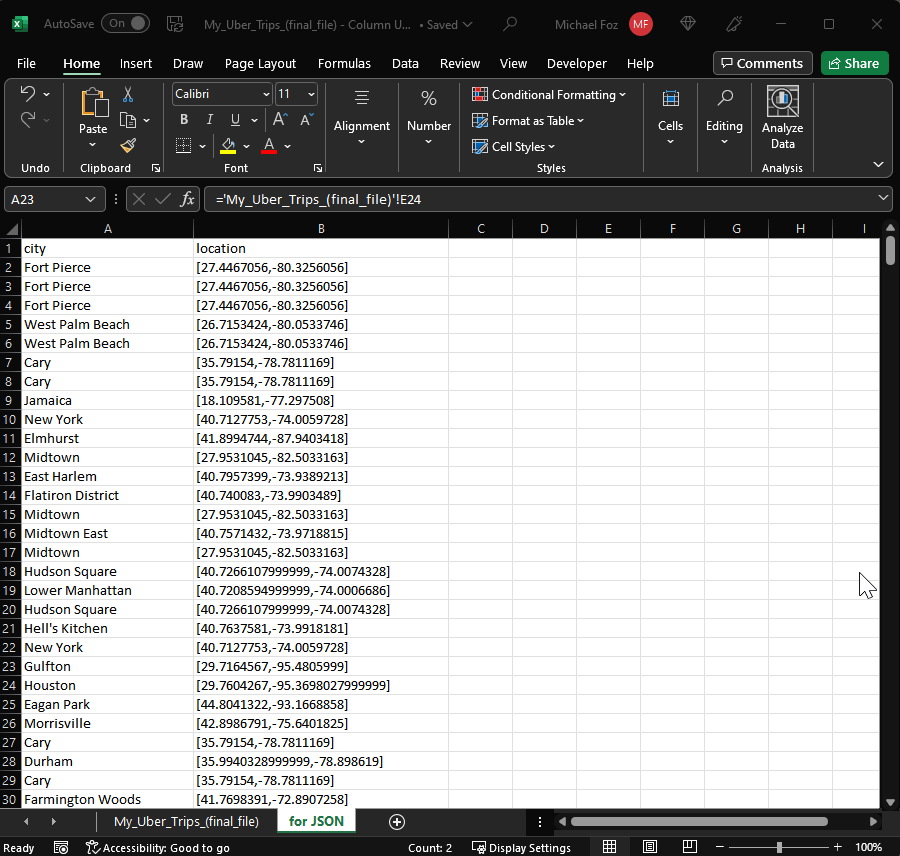 AutoSave On My_Uber_Trips_(final_file) - Column U... • Saved Michael Foz MF
File Home Insert Draw Page Layout Formulas Data Review View Developer Help Comments Share
Calibri 11 Conditional Formatting
Paste B I U A A Alignment Number Format as Table Cells Editing Analyze Data
A Cell Styles
Undo Clipboard Font Styles Analysis
A23 fx ='My_Uber_Trips_(final_file)'!E24
A B C D E F G H I
1 city location
2 Fort Pierce [27.4467056,-80.3256056]
3 Fort Pierce [27.4467056,-80.3256056]
4 Fort Pierce [27.4467056,-80.3256056]
5 West Palm Beach [26.7153424,-80.0533746]
6 West Palm Beach [26.7153424,-80.0533746]
7 Cary [35.79154,-78.7811169]
8 Cary [35.79154,-78.7811169]
9 Jamaica [18.109581,-77.297508]
10 New York [40.7127753,-74.0059728]
11 Elmhurst [41.8994744,-87.9403418]
12 Midtown [27.9531045,-82.5033163]
13 East Harlem [40.7957399,-73.9389213]
14 Flatiron District [40.740083,-73.9903489]
15 Midtown [27.9531045,-82.5033163]
16 Midtown East [40.7571432,-73.9718815]
17 Midtown [27.9531045,-82.5033163]
18 Hudson Square [40.7266107999999,-74.0074328]
19 Lower Manhattan [40.7208594999999,-74.0006686]
20 Hudson Square [40.7266107999999,-74.0074328]
21 Hell's Kitchen [40.7637581,-73.9918181]
22 New York [40.7127753,-74.0059728]
23 Gulfton [29.7164567,-95.4805999]
24 Houston [29.7604267,-95.3698027999999]
25 Eagan Park [44.8041322,-93.1668858]
26 Morrisville [42.8986791,-75.6401825]
27 Cary [35.79154,-78.7811169]
28 Durham [35.9940328999999,-78.898619]
29 Cary [35.79154,-78.7811169]
30 Farmington Woods [41.7698391,-72.8907258]
My_Uber_Trips_(final_file) for JSON
Ready Accessibility: Good to go Count: 2 Display Settings 100%